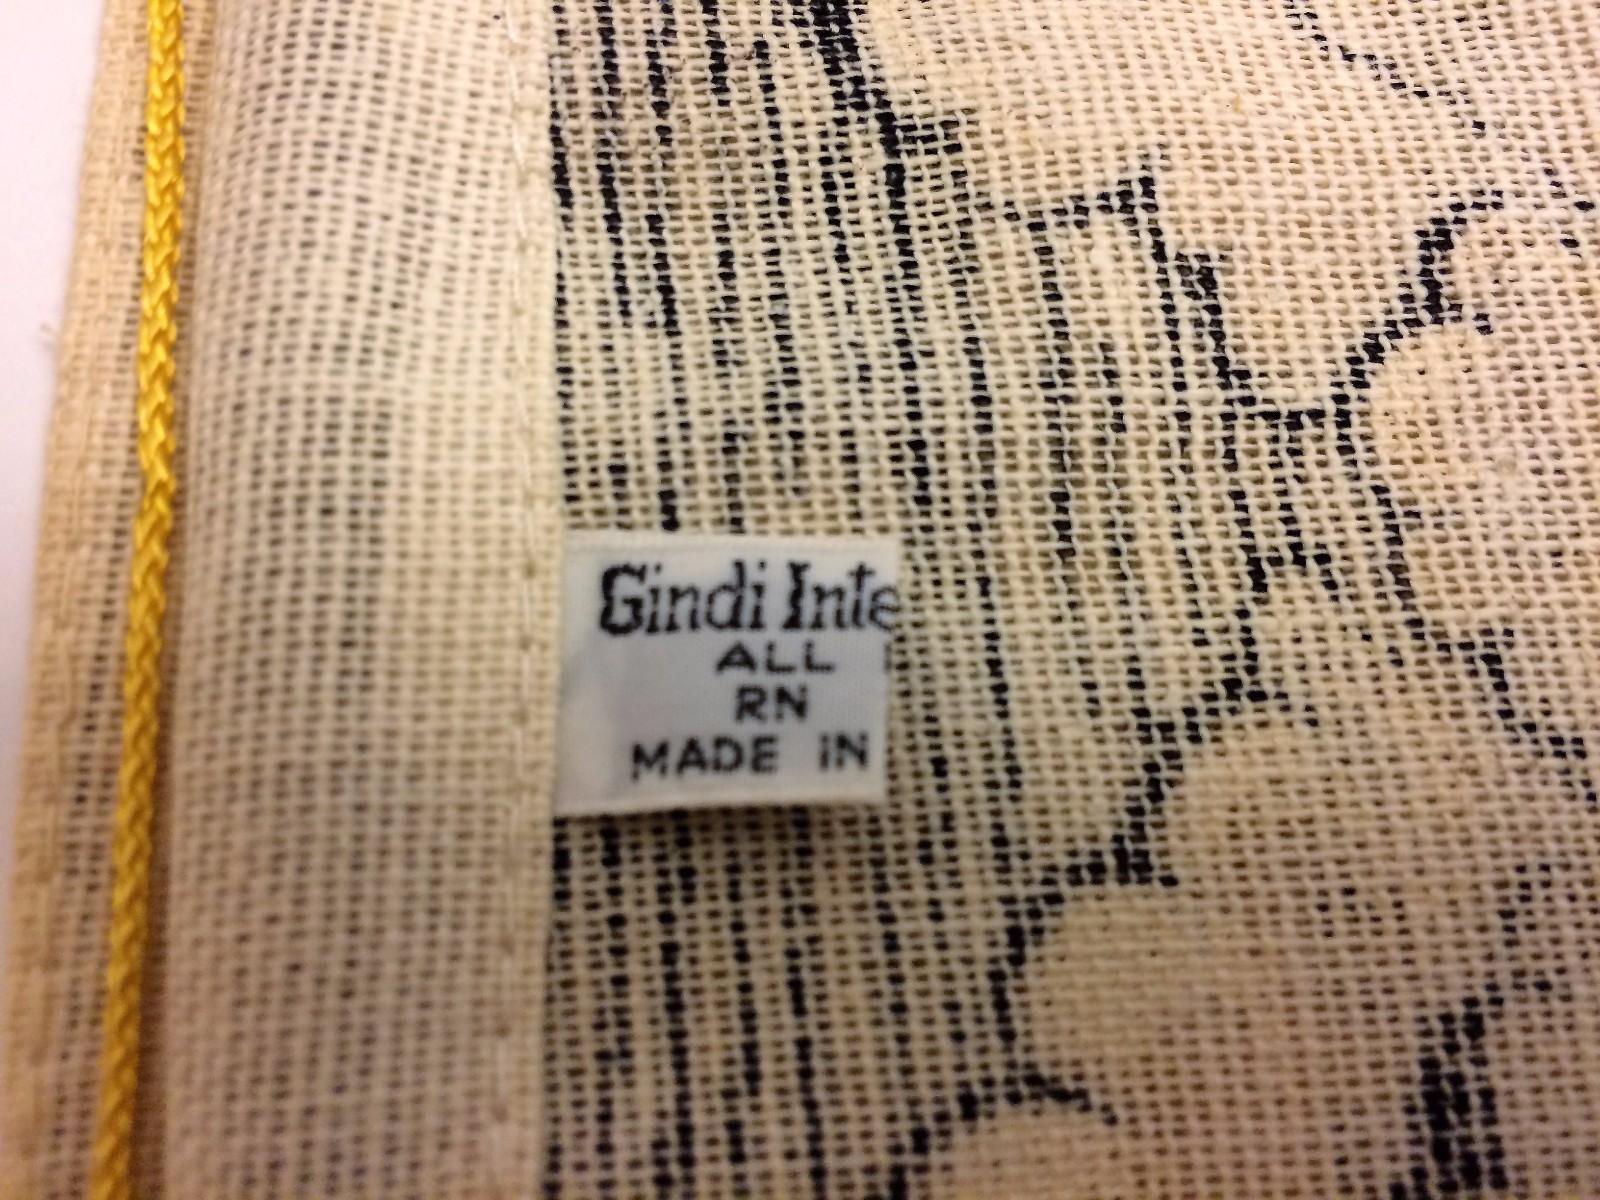 Gindi Inte
ALL
RN
MADE IN